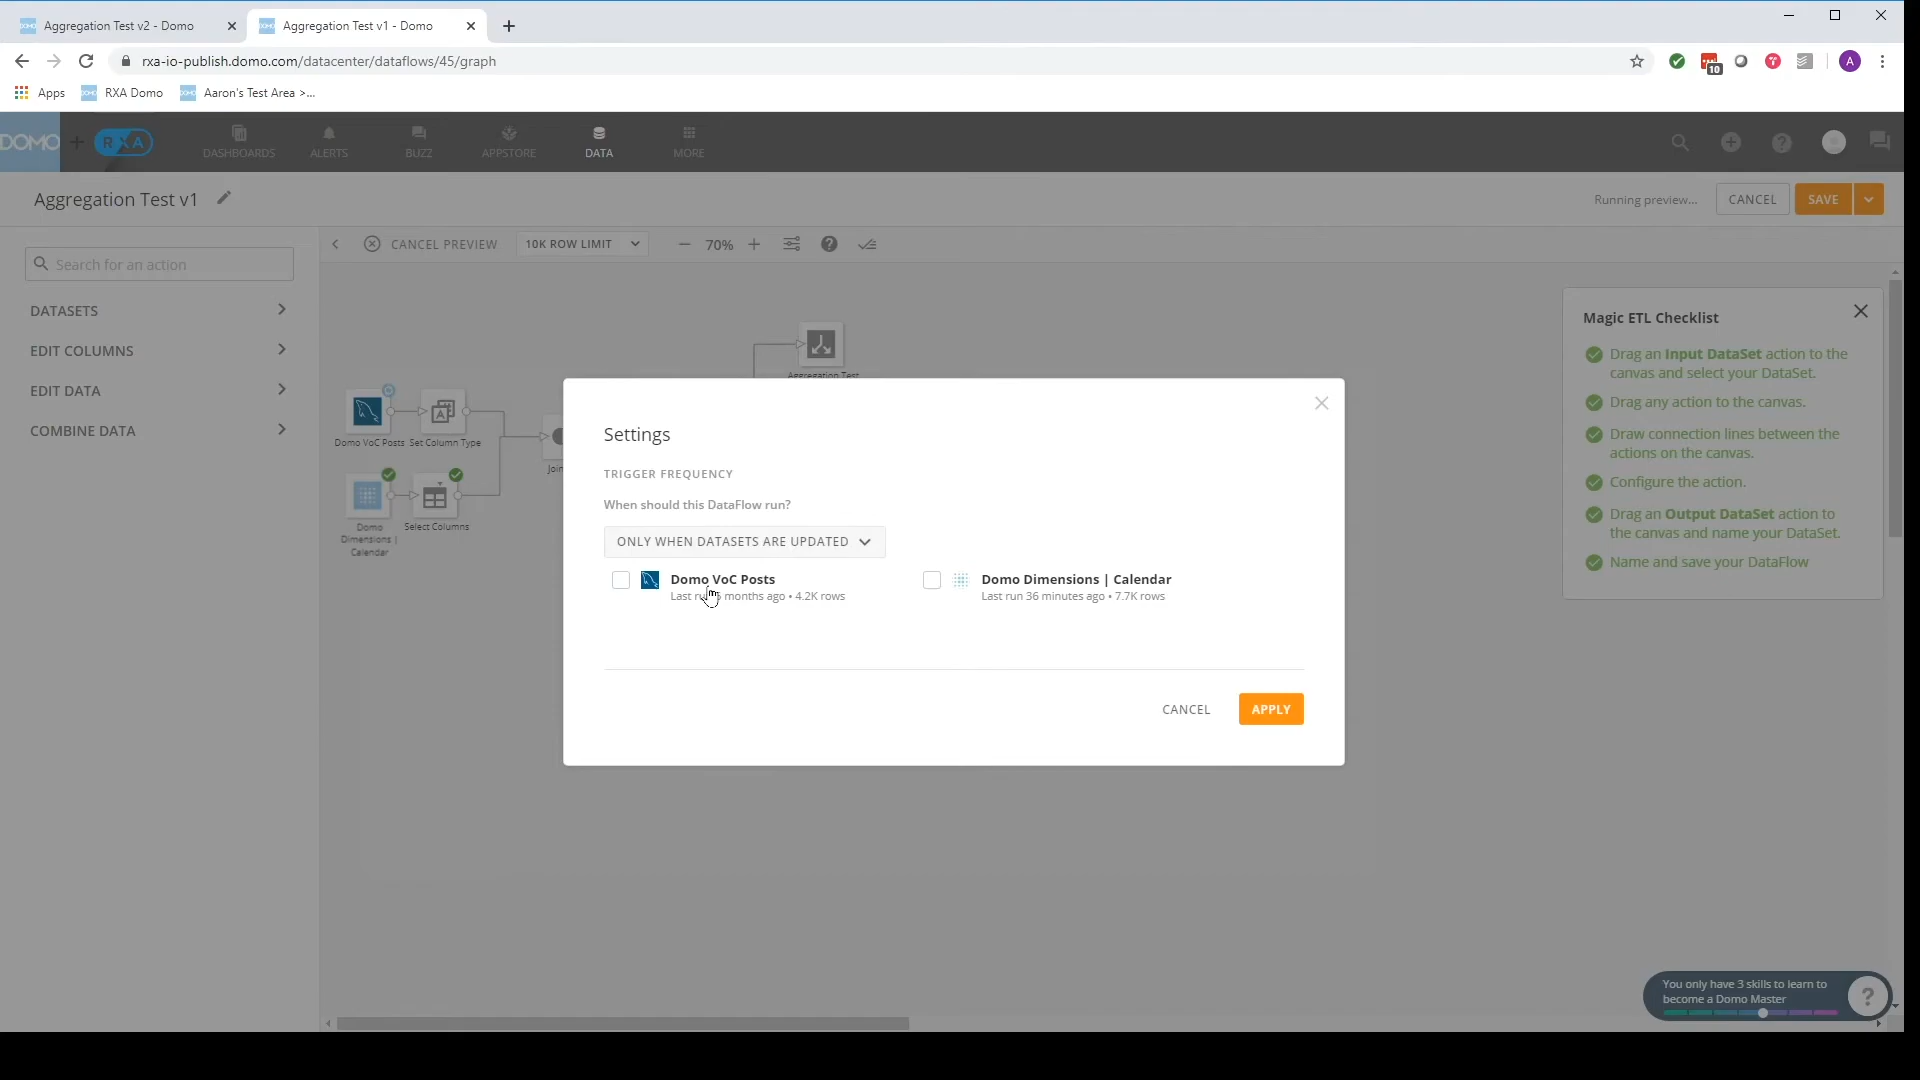 Aggregation Test v2 - Domo
Aggregation Test v1 - Domo
rxa-io-publish.domo.com/datacenter/dataflows/45/graph
10
A
Apps
RXA Domo
Aaron's Test Area >...
DOMO
RXA
DASHBOARDS
ALERTS
BUZZ
APPSTORE
DATA
MORE
Aggregation Test v1
Running preview...
CANCEL
SAVE
CANCEL PREVIEW
10K ROW LIMIT
70%
Search for an action
DATASETS
EDIT COLUMNS
EDIT DATA
COMBINE DATA
Aggregation Test
Domo VoC Posts
Set Column Type
Join
Domo
Dimensions |
Calendar
Select Columns
Magic ETL Checklist
Drag an Input DataSet action to the
canvas and select your DataSet.
Drag any action to the canvas.
Draw connection lines between the
actions on the canvas.
Configure the action.
Drag an Output DataSet action to
the canvas and name your DataSet.
Name and save your DataFlow
Settings
TRIGGER FREQUENCY
When should this DataFlow run?
ONLY WHEN DATASETS ARE UPDATED
Domo VoC Posts
Last months ago • 4.2K rows
Domo Dimensions | Calendar
Last run 36 minutes ago • 7.7K rows
CANCEL
APPLY
You only have 3 skills to learn to
become a Domo Master